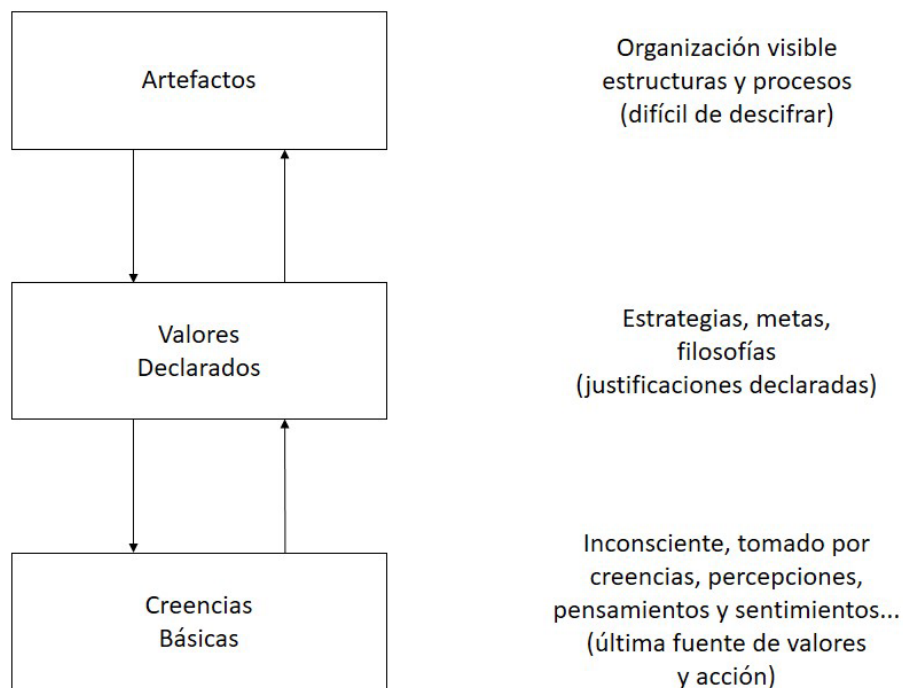 Artefactos
Organización visible
estructuras y procesos
(difícil de descifrar)
Valores
Declarados
Estrategias, metas,
filosofías
(justificaciones declaradas)
Creencias
Básicas
Inconsciente, tomado por
creencias, percepciones,
pensamientos y sentimientos...
(última fuente de valores
y acción)